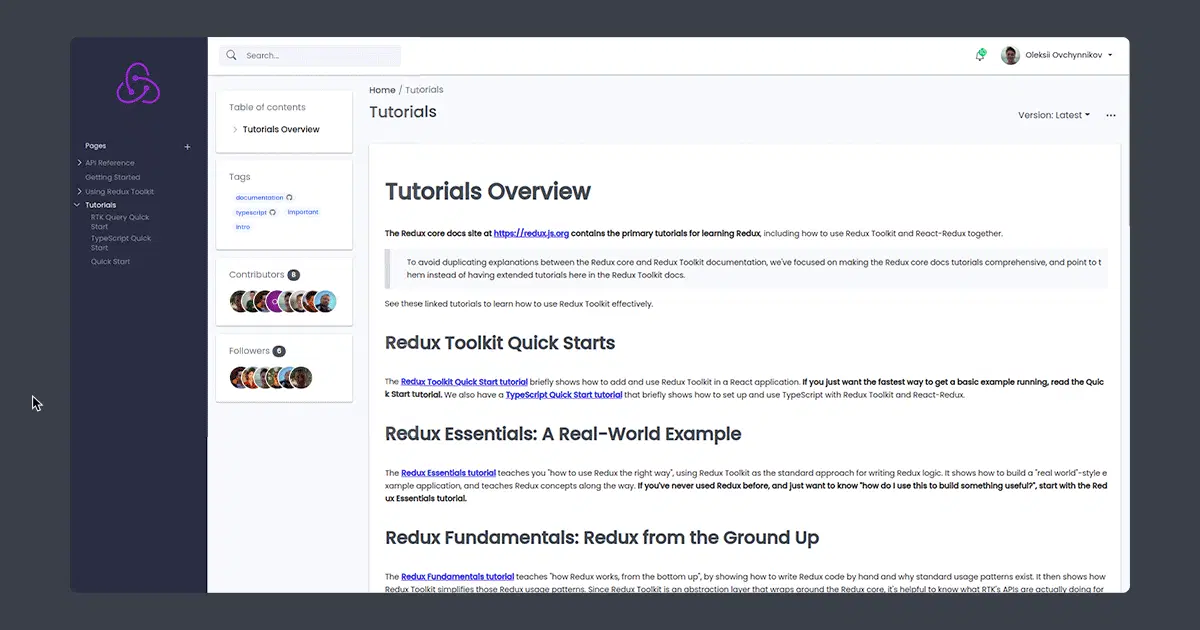 Search...
Oleksii Ovchynnikov
Pages
+
API Reference
Getting Started
Using Redux Toolkit
Tutorials
RTK Query Quick
Start
TypeScript Quick
Start
Quick Start
Table of contents
Tutorials Overview
Tags
documentation
typescript
important
intro
Contributors 8
O
Followers 6
Home / Tutorials
Tutorials
Version: Latest
...
Tutorials Overview
The Redux core docs site at https://redux.js.org contains the primary tutorials for learning Redux, including how to use Redux Toolkit and React-Redux together.
To avoid duplicating explanations between the Redux core and Redux Toolkit documentation, we've focused on making the Redux core docs tutorials comprehensive, and point to t
hem instead of having extended tutorials here in the Redux Toolkit docs.
See these linked tutorials to learn how to use Redux Toolkit effectively.
Redux Toolkit Quick Starts
The Redux Toolkit Quick Start tutorial briefly shows how to add and use Redux Toolkit in a React application. If you just want the fastest way to get a basic example running, read the Quic
k Start tutorial. We also have a TypeScript Quick Start tutorial that briefly shows how to set up and use TypeScript with Redux Toolkit and React-Redux.
Redux Essentials: A Real-World Example
The Redux Essentials tutorial teaches you "how to use Redux the right way", using Redux Toolkit as the standard approach for writing Redux logic. It shows how to build a "real world"-style e
xample application, and teaches Redux concepts along the way. If you've never used Redux before, and just want to know "how do I use this to build something useful?", start with the Red
ux Essentials tutorial.
Redux Fundamentals: Redux from the Ground Up
The Redux Fundamentals tutorial teaches "how Redux works, from the bottom up", by showing how to write Redux code by hand and why standard usage patterns exist. It then shows how
Redux Toolkit simplifies those Redux usage patterns. Since Redux Toolkit is an abstraction layer that wraps around the Redux core, it's helpful to know what RTK's APIs are actually doing for